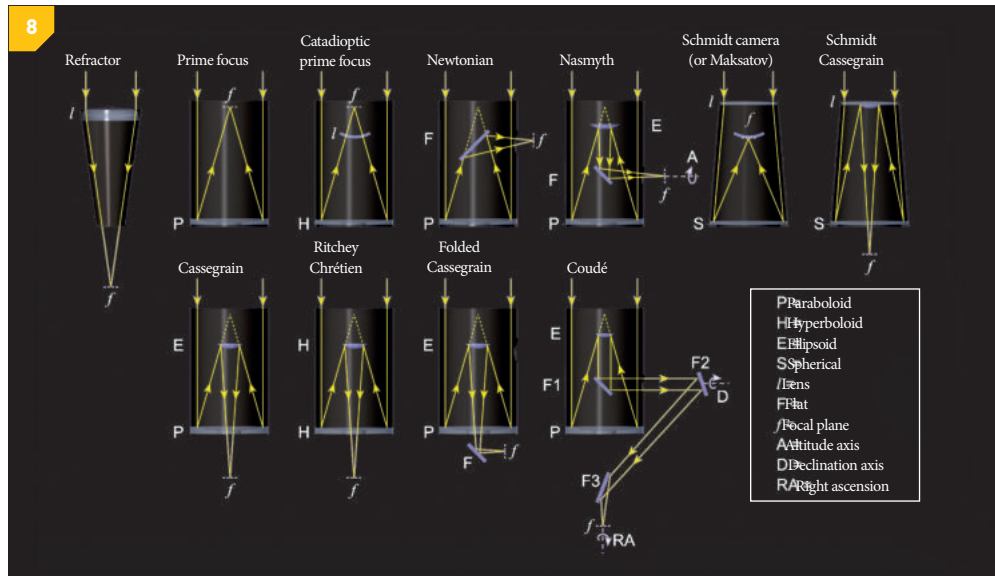 8
Refractor
Prime focus
Catadioptic
prime focus
Newtonian
Nasmyth
Schmidt camera
(or Maksatov)
Schmidt
Cassegrain
l
f
f
l
F
f
E
F
A
f
l
f
l
P
H
P
P
S
S
f
f
Cassegrain
Ritchey
Chrétien
Folded
Cassegrain
Coudé
E
H
E
E
F1
F2
D
P
H
P
P
F
f
f
f
F3
f
RA
P= Paraboloid
H= Hyperboloid
E= Ellipsoid
S= Spherical
l= Lens
F= Flat
f= Focal plane
A= Altitude axis
D= Declination axis
RA= Right ascension